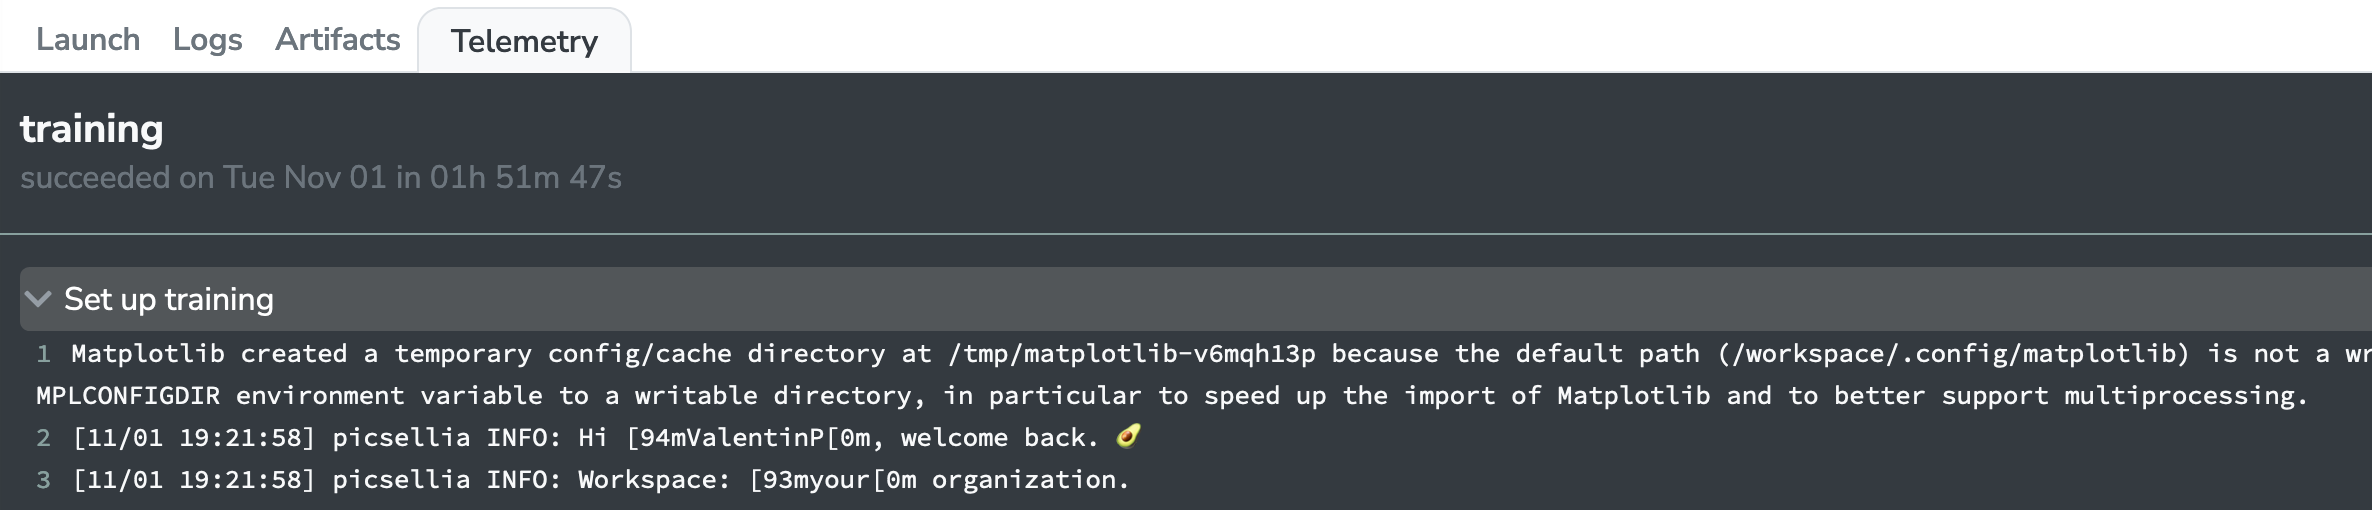 Launch Logs Artifacts Telemetry
training
succeeded on Tue Nov 01 in 01h 51m 47s
Set up training
1 Matplotlib created a temporary config/cache directory at /tmp/matplotlib-v6mqh13p because the default path (/workspace/.config/matplotlib) is not a wr
MPLCONFIGDIR environment variable to a writable directory, in particular to speed up the import of Matplotlib and to better support multiprocessing.
2 [11/01 19:21:58] picsellia INFO: Hi [94mValentinP[0m, welcome back. 🥑
3 [11/01 19:21:58] picsellia INFO: Workspace: [93myour[0m organization.